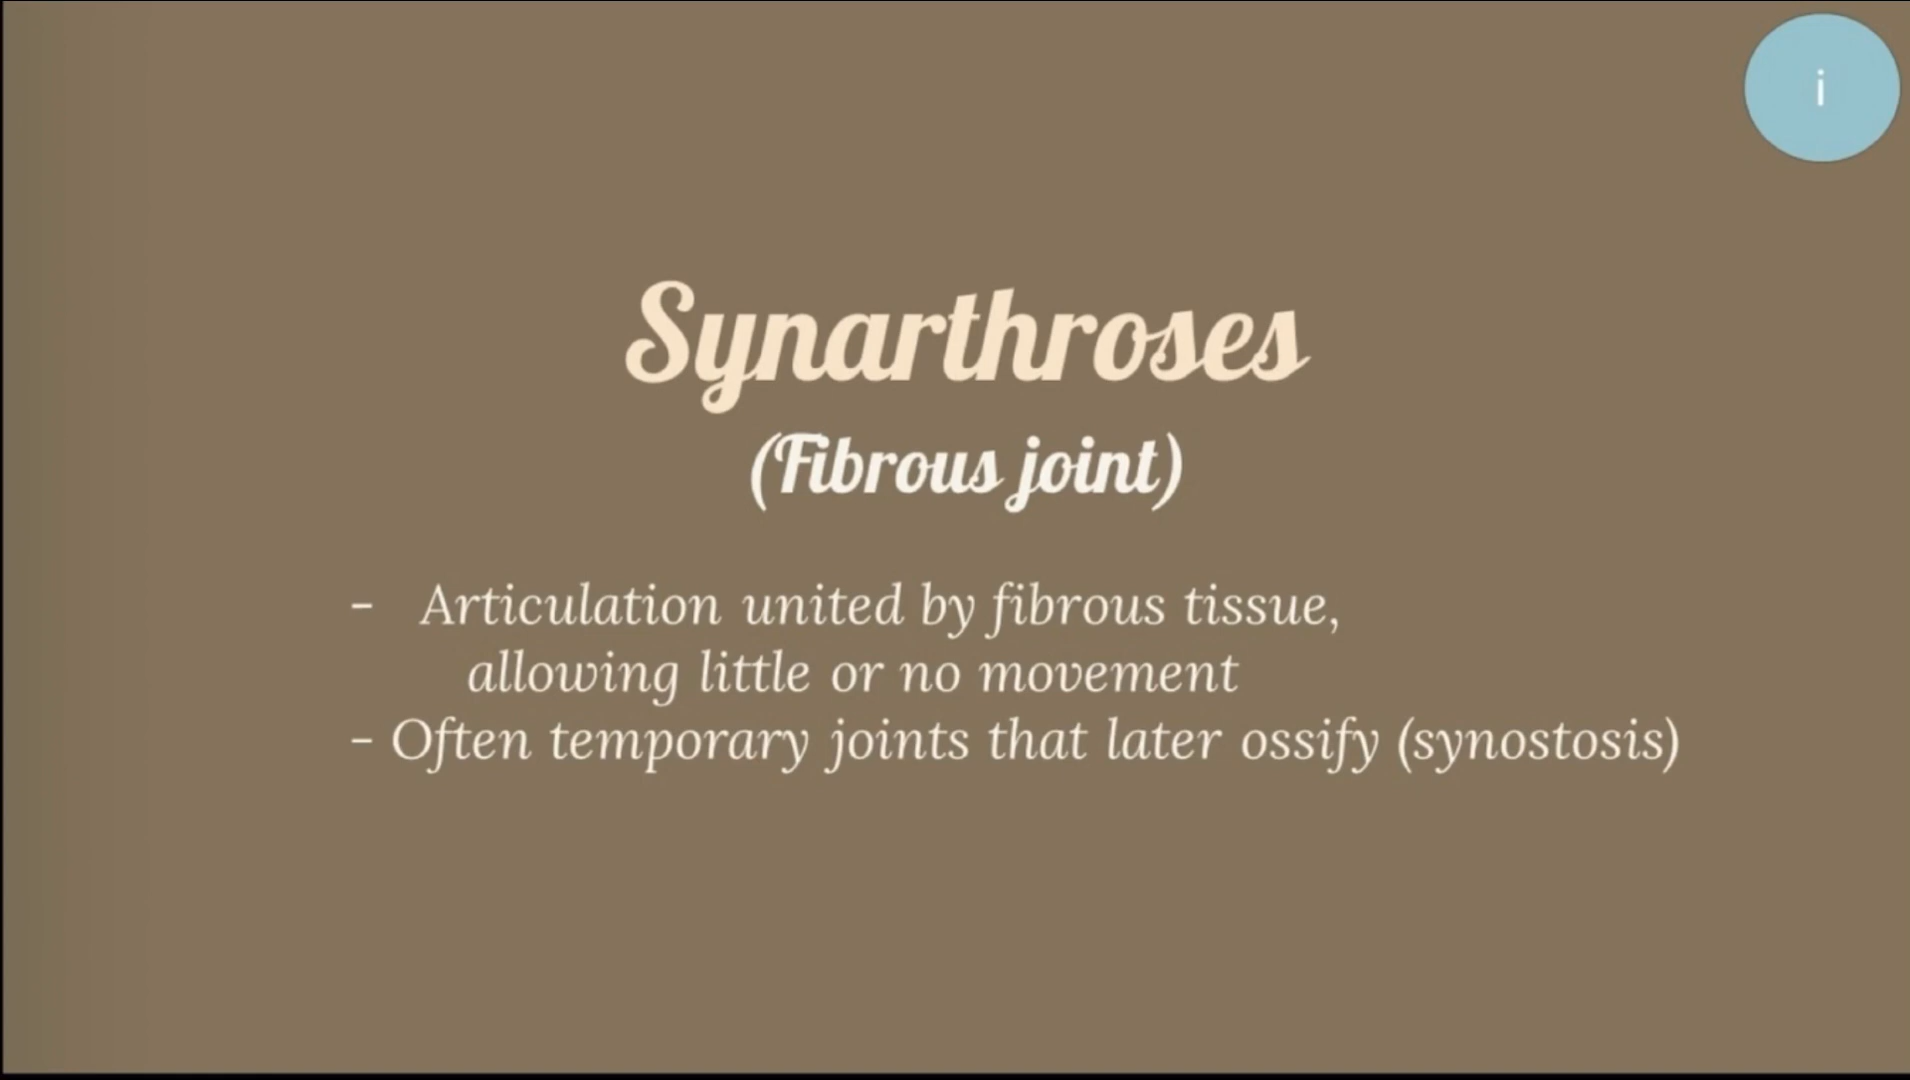 i
Synarthroses
(Fibrous joint)
- Articulation united by fibrous tissue,
allowing little or no movement
- Often temporary joints that later ossify (synostosis)